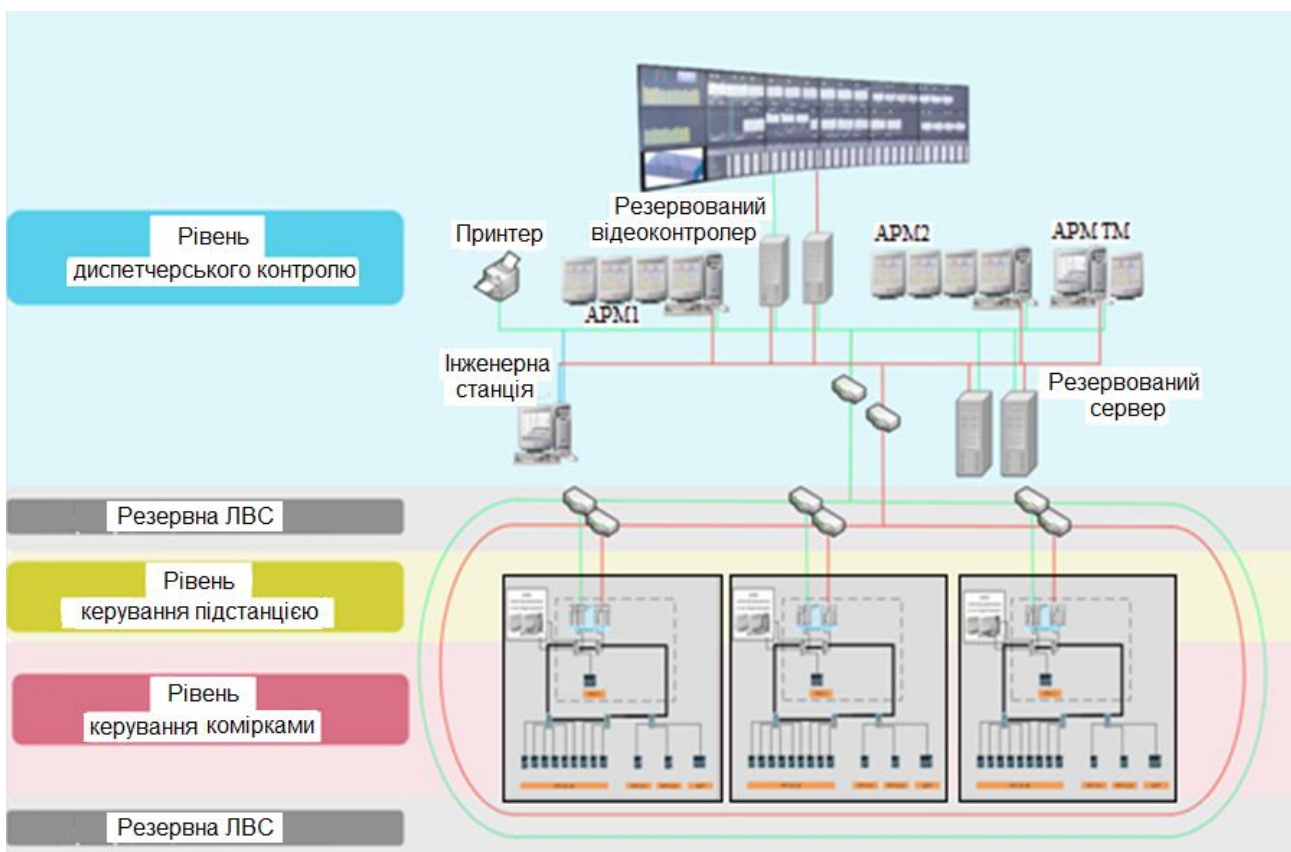 Резервований
відеоконтролер
Принтер
АРМ2
АРМ ТМ
Рівень
диспетчерського контролю
АРМ1
Інженерна
станція
Резервований
сервер
Резервна ЛВС
Рівень
керування підстанцією
Рівень
керування комірками
Резервна ЛВС